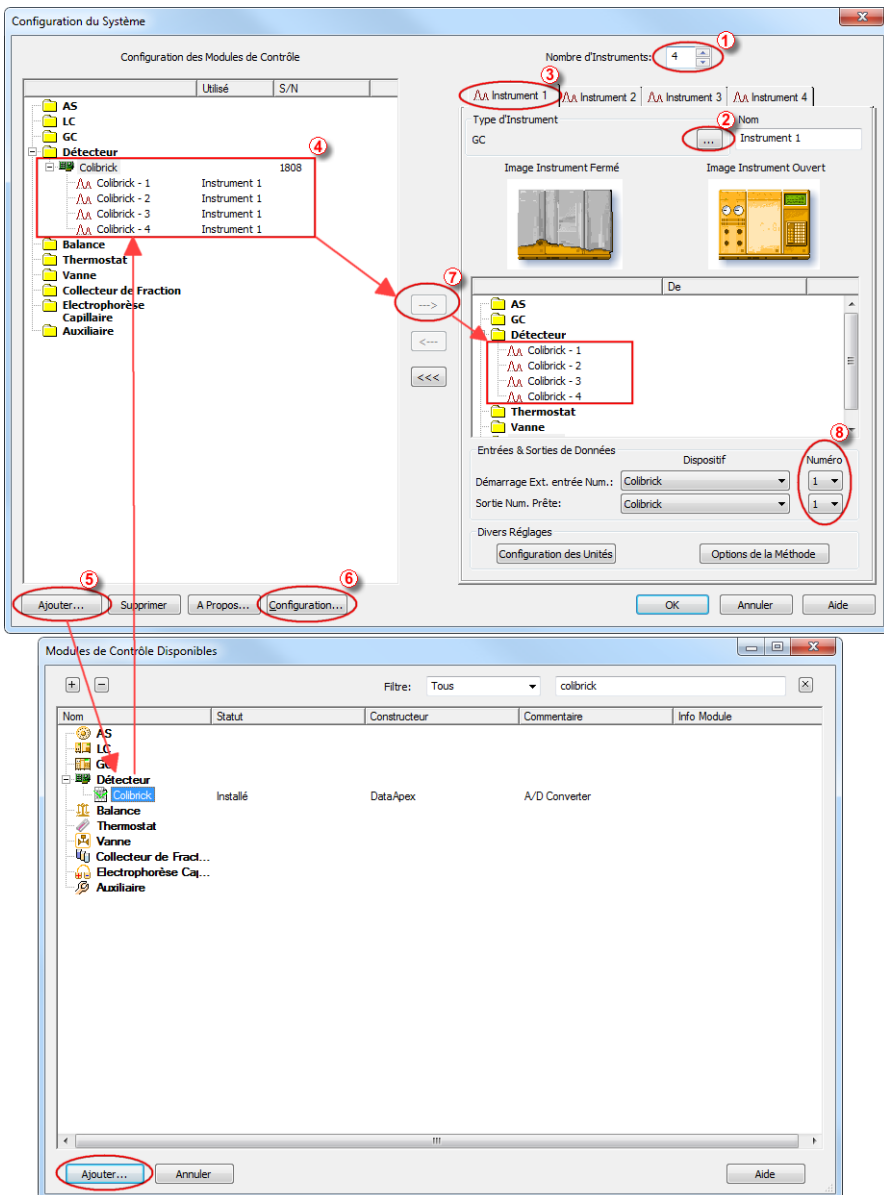 Configuration du Système
Configuration des Modules de Contrôle
Nombre d'Instruments: 4
1
Utilisé S/N
AS
LC
GC
Détecteur
Colibrick 1808
Colibrick - 1 Instrument 1
Colibrick - 2 Instrument 1
Colibrick - 3 Instrument 1
Colibrick - 4 Instrument 1
Balance
Thermostat
Vanne
Collecteur de Fraction
Electrophorèse
Capillaire
Auxiliaire
4
3
Instrument 1 Instrument 2 Instrument 3 Instrument 4
Type d'Instrument
2
Nom
GC
...
Instrument 1
Image Instrument Fermé
Image Instrument Ouvert
7
--->
<---
<<<
De
AS
GC
Détecteur
Colibrick - 1
Colibrick - 2
Colibrick - 3
Colibrick - 4
Thermostat
Vanne
8
Entrées & Sorties de Données
Dispositif
Numéro
Démarrage Ext. entrée Num.: Colibrick 1
Sortie Num. Prête: Colibrick 1
Divers Réglages
Configuration des Unités
Options de la Méthode
5
6
Ajouter... Supprimer A Propos... Configuration...
OK Annuler Aide
Modules de Contrôle Disponibles
Filtre: Tous colibrick
Nom Statut Constructeur Commentaire Info Module
AS
LC
GC
Détecteur
Colibrick Installé DataApex A/D Converter
Balance
Thermostat
Vanne
Collecteur de Fract...
Electrophorèse Cap...
Auxiliaire
Ajouter... Annuler Aide